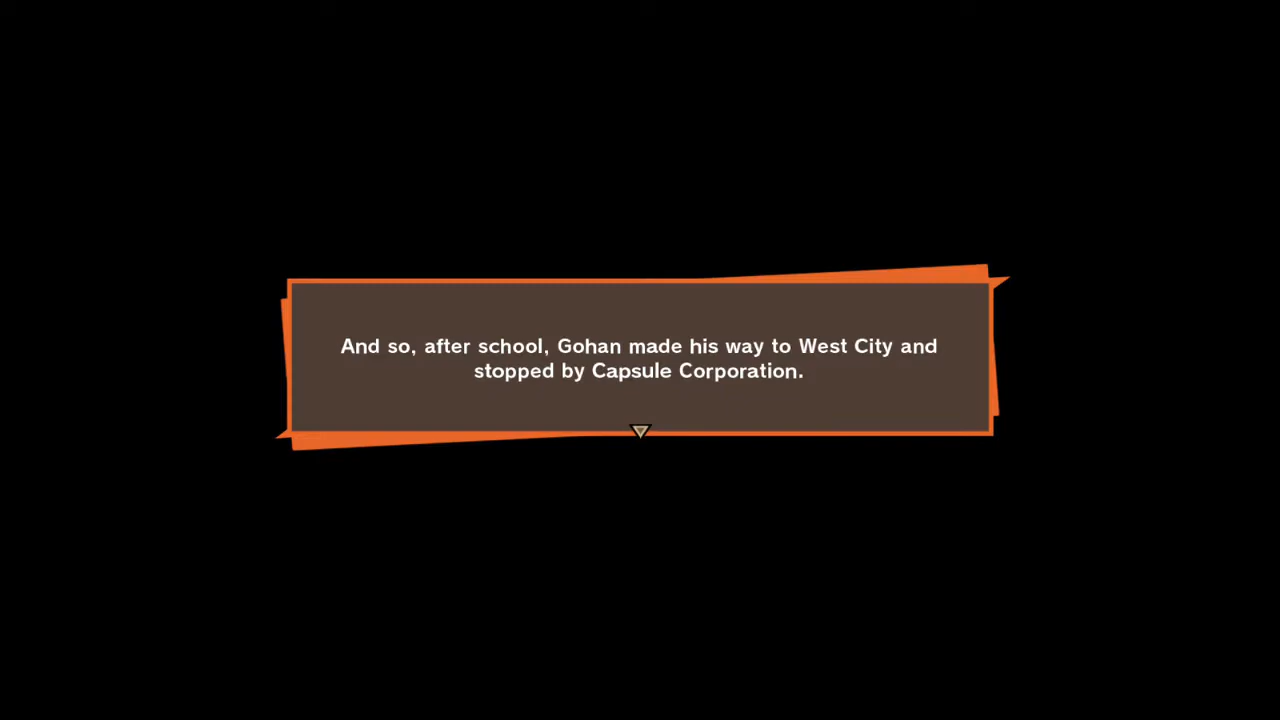 And so, after school, Gohan made his way to West City and
stopped by Capsule Corporation.